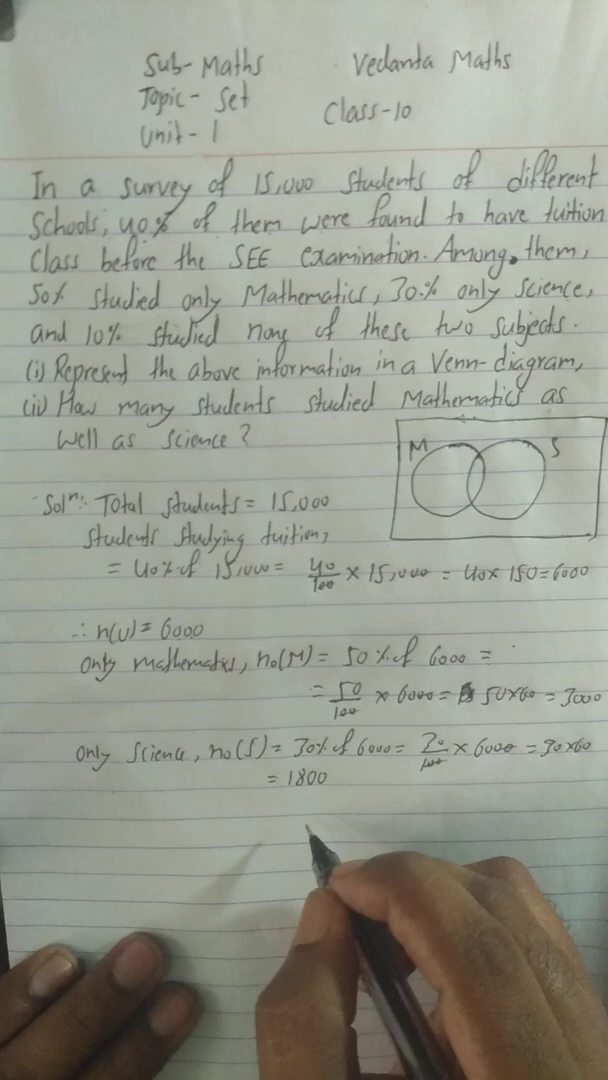 Sub- Maths Vedanta Maths
Topic- Set Class-10
Unit- 1
In a survey of 15,000 students of different
Schools, 40% of them were found to have tuition
Class before the SEE examination. Among them,
50% studied only Mathematics, 30% only science,
and 10% studied none of these two subjects.
(i) Represent the above information in a Venn-diagram,
(ii) How many students studied Mathematics as
well as science?
M S
Solⁿ: Total students = 15,000
students studying tuition,
= 40% of 15,000 = 40/100 × 15,000 = 40 × 150 = 6000
∴ n(U) = 6000
Only mathematics, no(M) = 50% of 6000 =
= 50/100 × 6000 = 50×60 = 3000
Only Science, no(S) = 30% of 6000 = 30/100 × 6000 = 30×60
= 1800